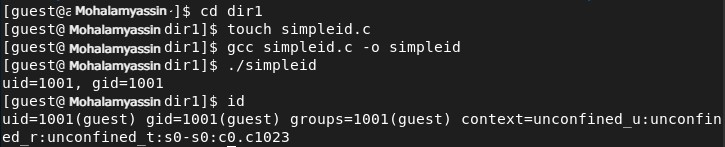 [guest@a Mohalamyassin ~]$ cd dir1
[guest@ Mohalamyassin dir1]$ touch simpleid.c
[guest@ Mohalamyassin dir1]$ gcc simpleid.c -o simpleid
[guest@ Mohalamyassin dir1]$ ./simpleid
uid=1001, gid=1001
[guest@ Mohalamyassin dir1]$ id
uid=1001(guest) gid=1001(guest) groups=1001(guest) context=unconfined_u:unconfin
ed_r:unconfined_t:s0-s0:c0.c1023